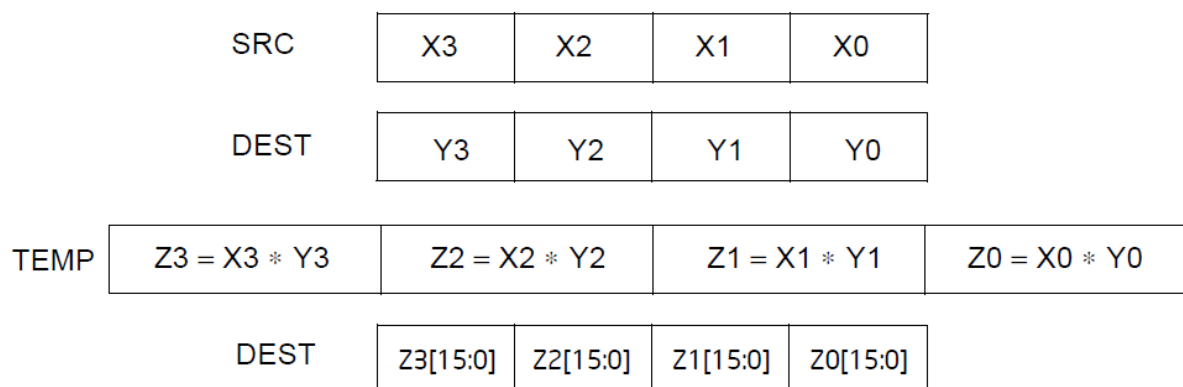 SRC X3 X2 X1 X0
DEST Y3 Y2 Y1 Y0
TEMP Z3 = X3 * Y3 Z2 = X2 * Y2 Z1 = X1 * Y1 Z0 = X0 * Y0
DEST Z3[15:0] Z2[15:0] Z1[15:0] Z0[15:0]